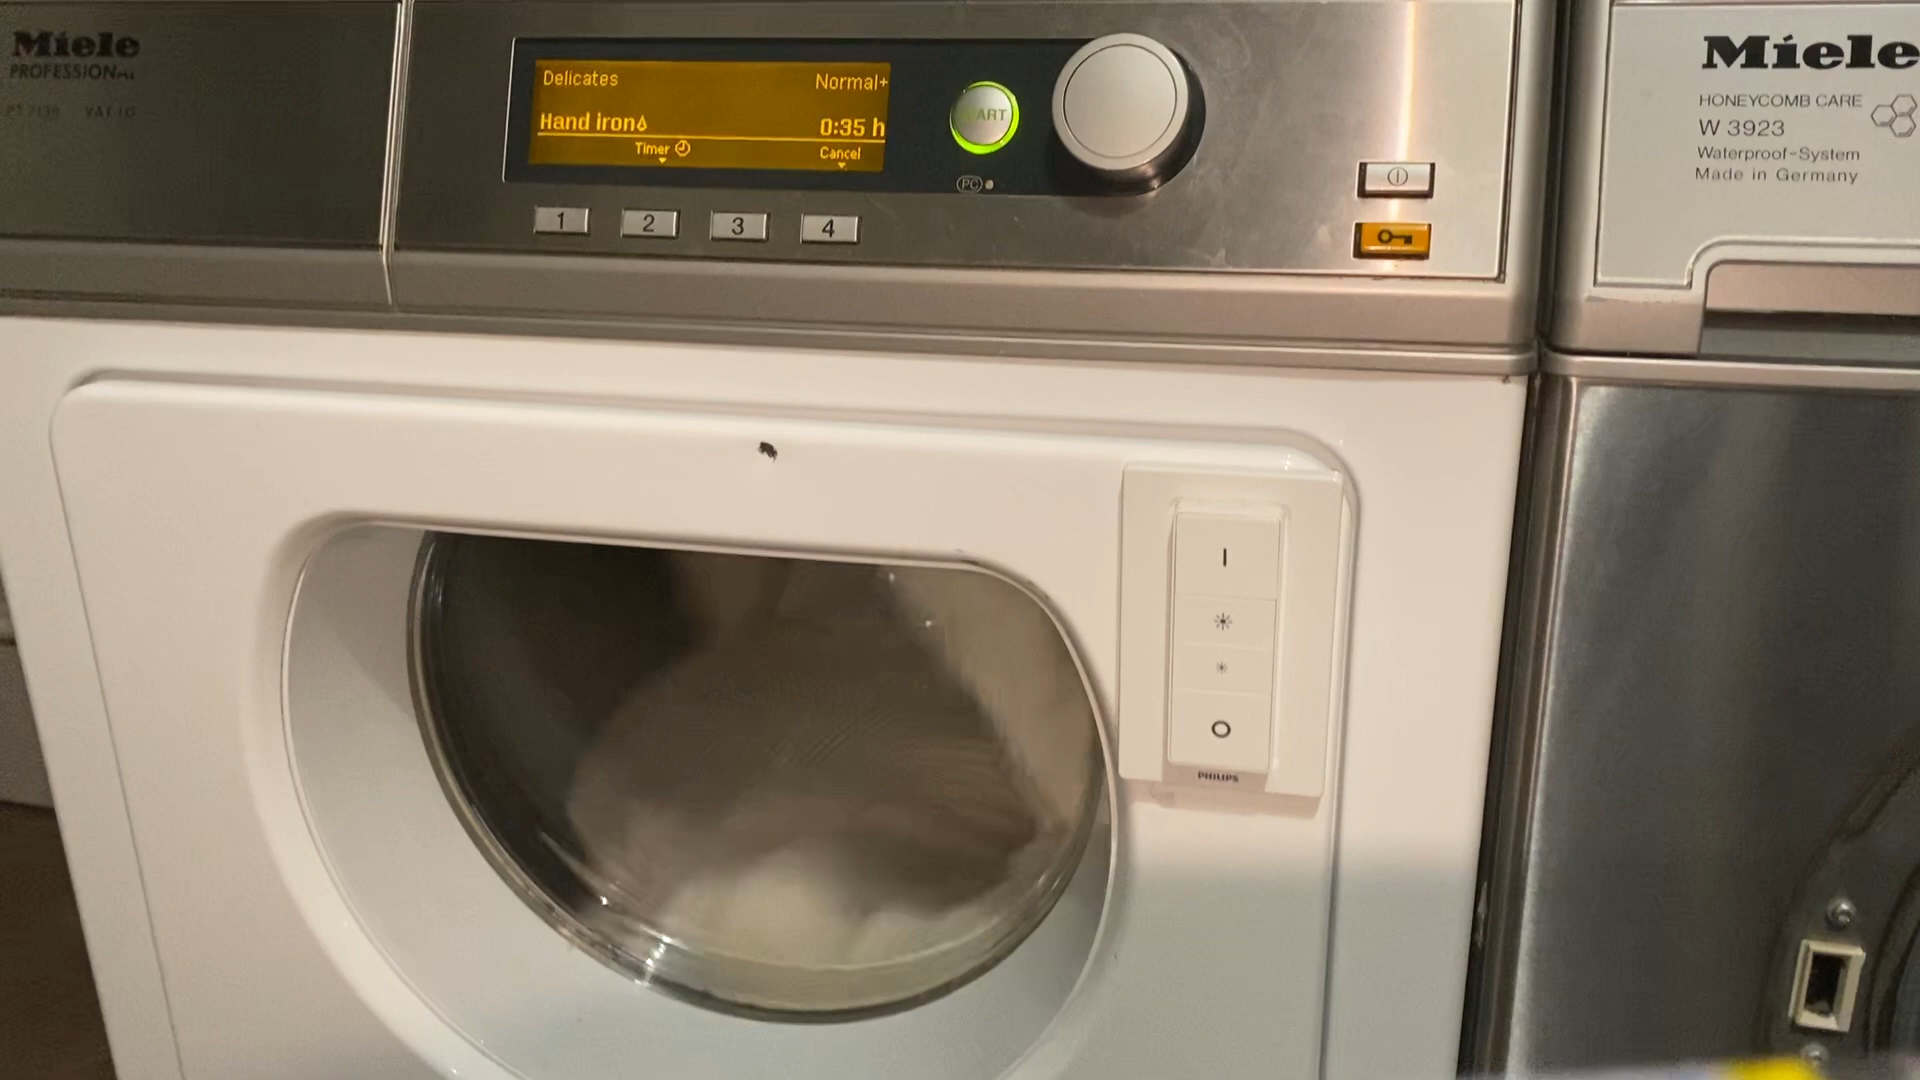 Miele
PROFESSIONAL
Delicates
Normal+
Hand iron
0:35 h
Timer
Cancel
START
PC
1
2
3
4
Miele
HONEYCOMB CARE
W 3923
Waterproof-System
Made in Germany
I
O
PHILIPS